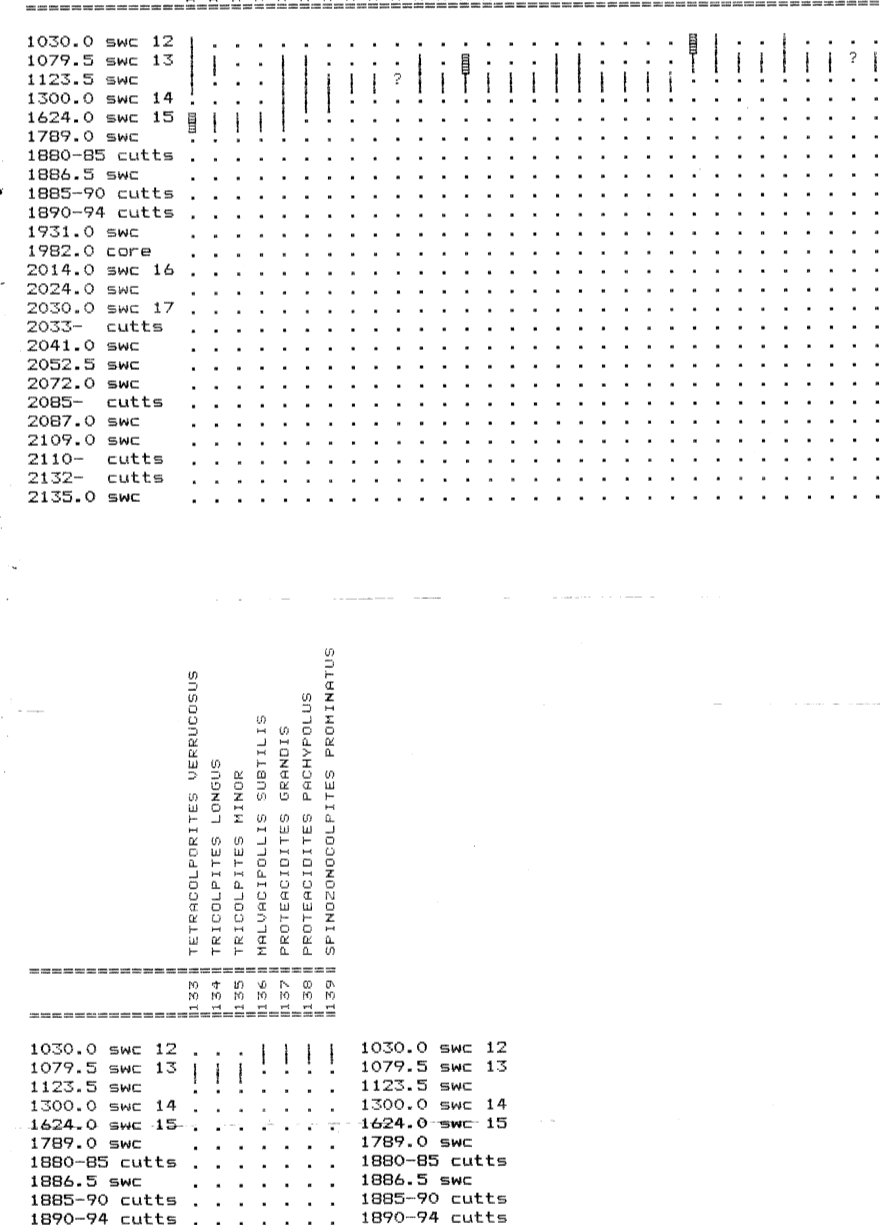 1030.0 swc 12
1079.5 swc 13 ?
1123.5 swc ?
1300.0 swc 14
1624.0 swc 15
1789.0 swc
1880-85 cutts
1886.5 swc
1885-90 cutts
1890-94 cutts
1931.0 swc
1982.0 core
2014.0 swc 16
2024.0 swc
2030.0 swc 17
2033- cutts
2041.0 swc
2052.5 swc
2072.0 swc
2085- cutts
2087.0 swc
2109.0 swc
2110- cutts
2132- cutts
2135.0 swc
133 TETRACOLPORITES VERRUCOSUS
134 TRICOLPITES LONGUS
135 TRICOLPITES MINOR
136 MALVACIPOLLIS SUBTILIS
137 PROTEACIDITES GRANDIS
138 PROTEACIDITES PACHYPOLUS
139 SPINOZONOCOLPITES PROMINATUS
1030.0 swc 12 1030.0 swc 12
1079.5 swc 13 1079.5 swc 13
1123.5 swc 1123.5 swc
1300.0 swc 14 1300.0 swc 14
1624.0 swc 15 1624.0 swc 15
1789.0 swc 1789.0 swc
1880-85 cutts 1880-85 cutts
1886.5 swc 1886.5 swc
1885-90 cutts 1885-90 cutts
1890-94 cutts 1890-94 cutts